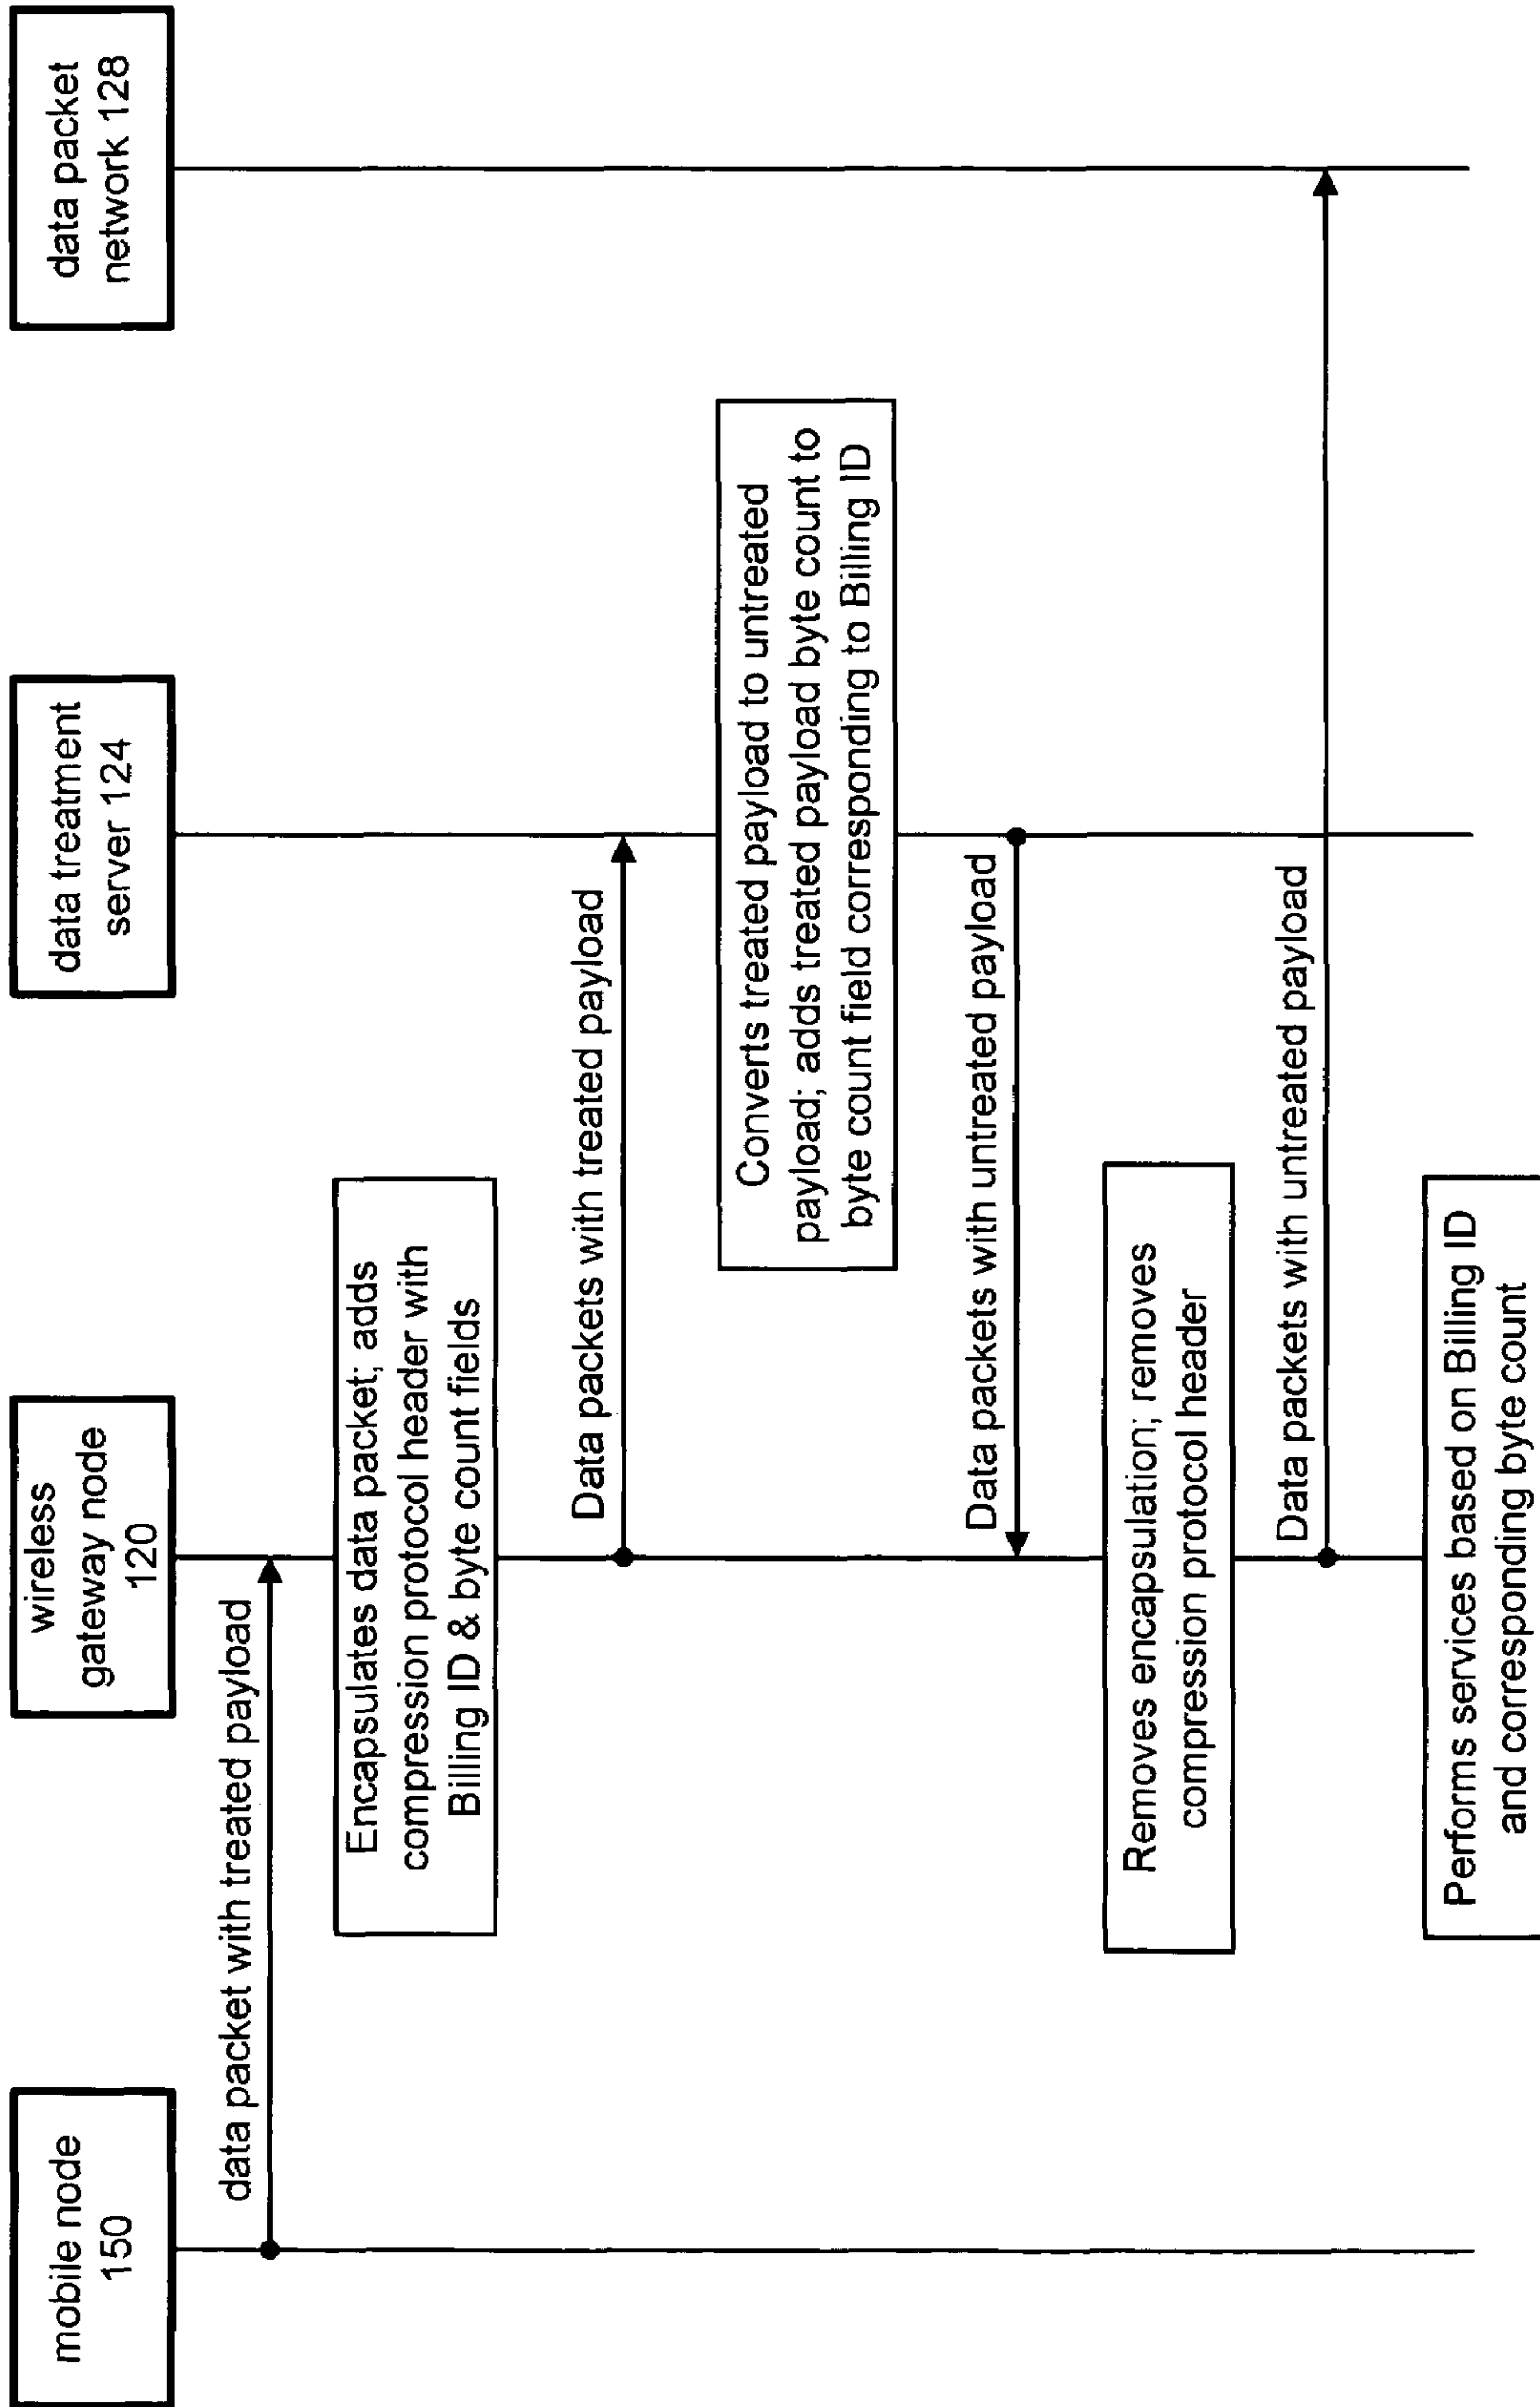 mobile node
150
wireless
gateway node
120
data treatment
server 124
data packet
network 128
data packet with treated payload
Encapsulates data packet; adds
compression protocol header with
Billing ID & byte count fields
Data packets with treated payload
Converts treated payload to untreated
payload; adds treated payload byte count to
byte count field corresponding to Billing ID
Data packets with untreated payload
Removes encapsulation; removes
compression protocol header
Data packets with untreated payload
Performs services based on Billing ID
and corresponding byte count